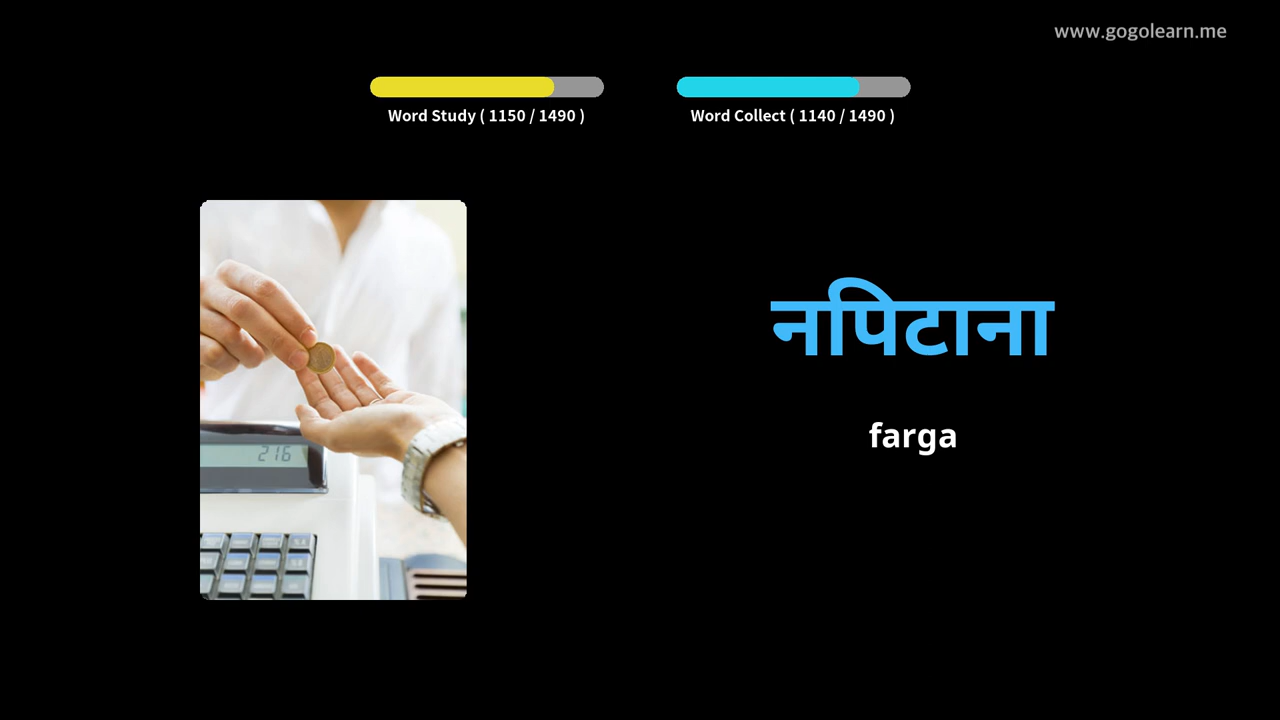 www.gogolearn.me
Word Study ( 1150 / 1490 )
Word Collect ( 1140 / 1490 )
नपिटाना
farga
216